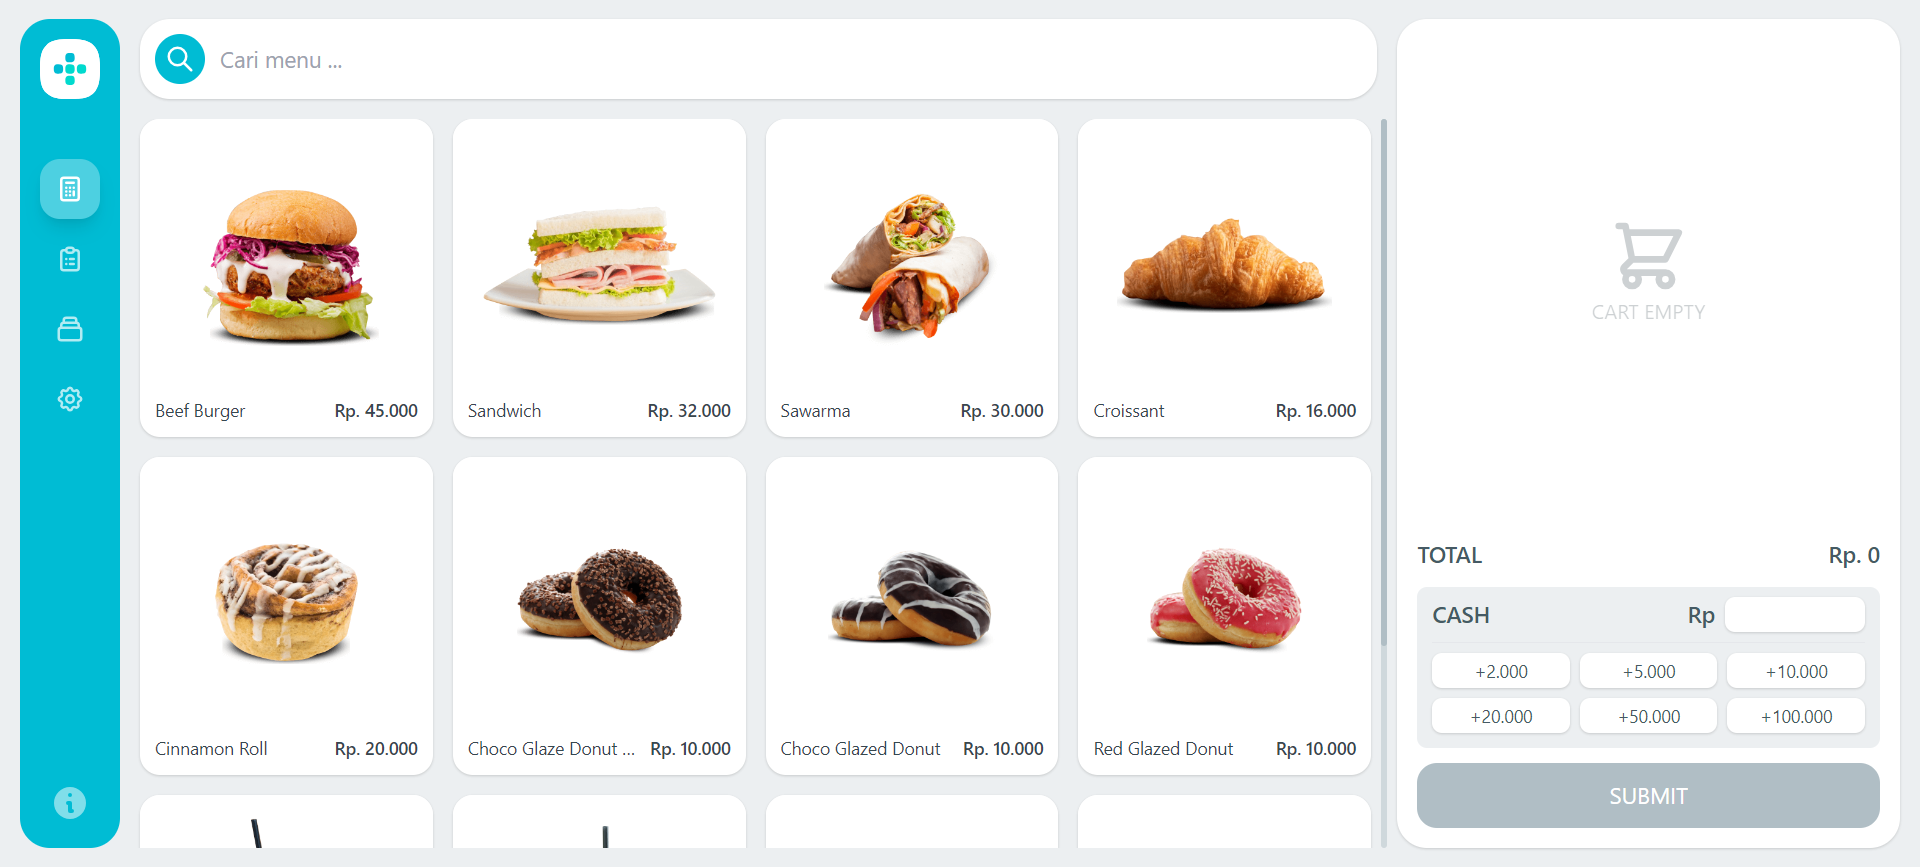 Cari menu ...
Beef Burger Rp. 45.000
Sandwich Rp. 32.000
Sawarma Rp. 30.000
Croissant Rp. 16.000
Cinnamon Roll Rp. 20.000
Choco Glaze Donut ... Rp. 10.000
Choco Glazed Donut Rp. 10.000
Red Glazed Donut Rp. 10.000
CART EMPTY
TOTAL Rp. 0
CASH Rp
+2.000 +5.000 +10.000
+20.000 +50.000 +100.000
SUBMIT